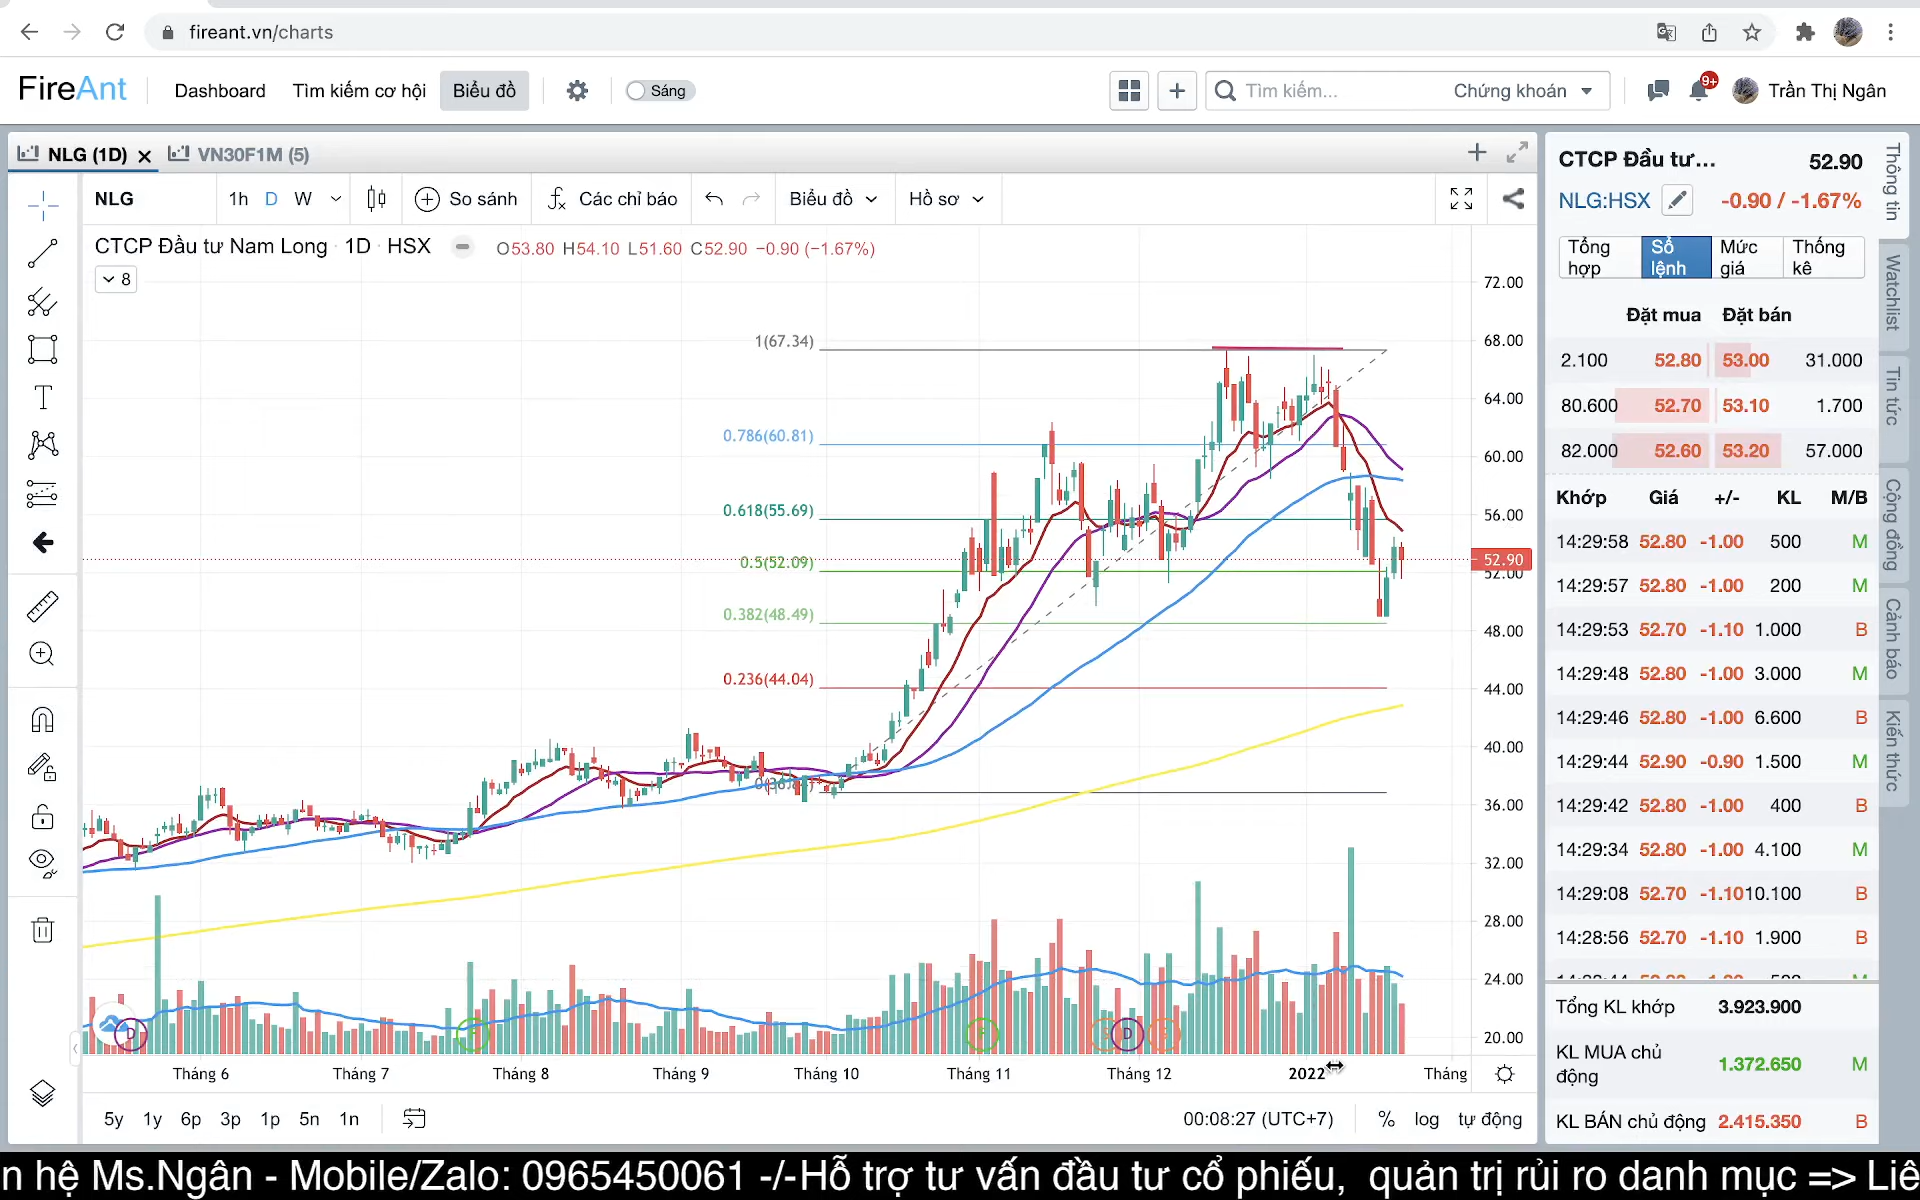 fireant.vn/charts
FireAnt Dashboard Tìm kiếm cơ hội Biểu đồ Sáng Tìm kiếm... Chứng khoán 9+ Trần Thị Ngân
NLG (1D) VN30F1M (5)
NLG 1h D W So sánh Các chỉ báo Biểu đồ Hồ sơ
CTCP Đầu tư Nam Long · 1D · HSX O53.80 H54.10 L51.60 C52.90 −0.90 (−1.67%)
8
1(67.34)
0.786(60.81)
0.618(55.69)
0.5(52.09)
0.382(48.49)
0.236(44.04)
72.00
68.00
64.00
60.00
56.00
52.90
52.00
48.00
44.00
40.00
36.00
32.00
28.00
24.00
20.00
D D
Tháng 6 Tháng 7 Tháng 8 Tháng 9 Tháng 10 Tháng 11 Tháng 12 2022 Tháng
5y 1y 6p 3p 1p 5n 1n 00:08:27 (UTC+7) % log tự động
CTCP Đầu tư... 52.90
NLG:HSX -0.90 / -1.67%
Tổng hợp Sổ lệnh Mức giá Thống kê
Đặt mua Đặt bán
2.100 52.80 53.00 31.000
80.600 52.70 53.10 1.700
82.000 52.60 53.20 57.000
Khớp Giá +/- KL M/B
14:29:58 52.80 -1.00 500 M
14:29:57 52.80 -1.00 200 M
14:29:53 52.70 -1.10 1.000 B
14:29:48 52.80 -1.00 3.000 M
14:29:46 52.80 -1.00 6.600 B
14:29:44 52.90 -0.90 1.500 M
14:29:42 52.80 -1.00 400 B
14:29:34 52.80 -1.00 4.100 M
14:29:08 52.70 -1.10 10.100 B
14:28:56 52.70 -1.10 1.900 B
Tổng KL khớp 3.923.900
KL MUA chủ động 1.372.650 M
KL BÁN chủ động 2.415.350 B
Thông tin
Watchlist
Tin tức
Cộng đồng
Cảnh báo
Kiến thức
n hệ Ms.Ngân - Mobile/Zalo: 0965450061 -/-Hỗ trợ tư vấn đầu tư cổ phiếu, quản trị rủi ro danh mục => Liê